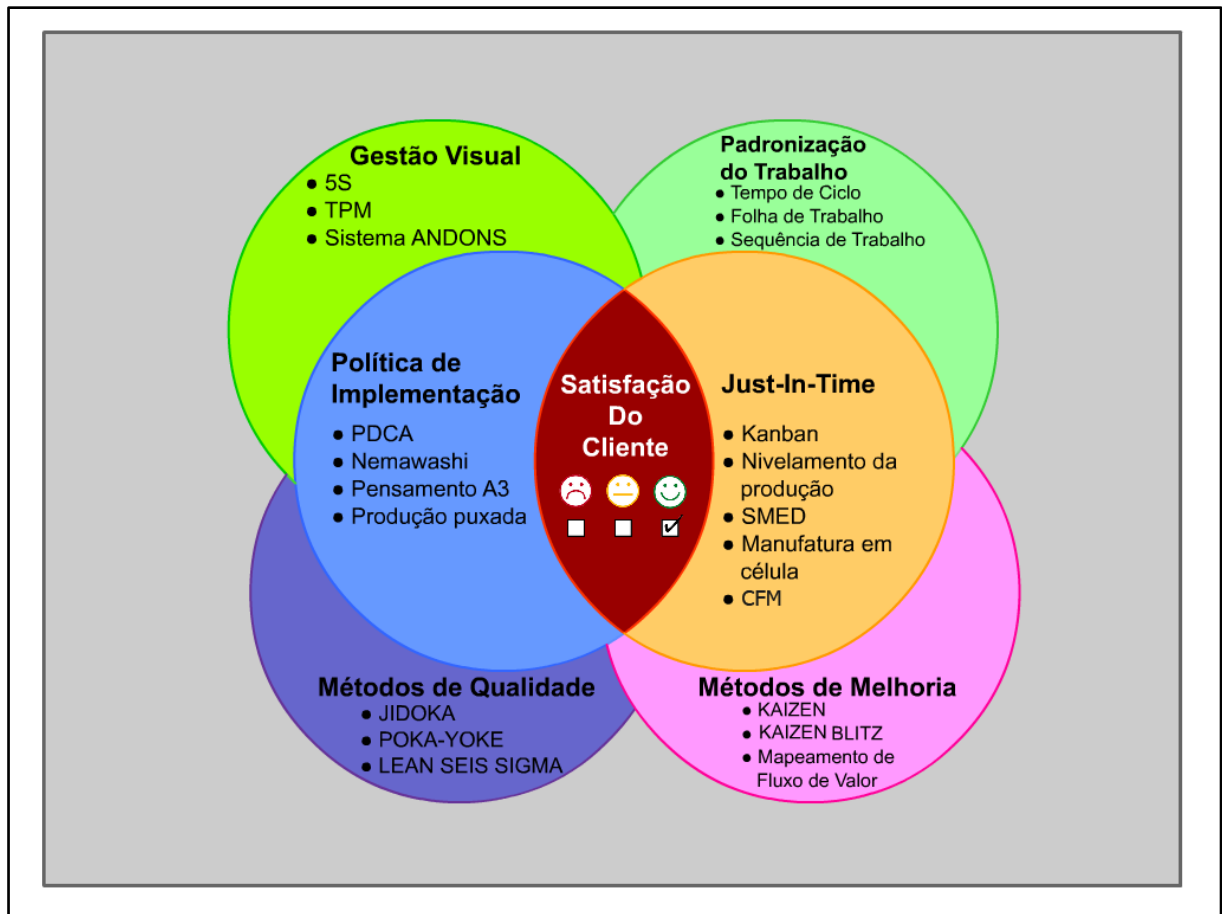 Gestão Visual
● 5S
● TPM
● Sistema ANDONS
Padronização
do Trabalho
● Tempo de Ciclo
● Folha de Trabalho
● Sequência de Trabalho
Política de
Implementação
● PDCA
● Nemawashi
● Pensamento A3
● Produção puxada
Satisfação
Do
Cliente
Just-In-Time
● Kanban
● Nivelamento da
produção
● SMED
● Manufatura em
célula
● CFM
Métodos de Qualidade
● JIDOKA
● POKA-YOKE
● LEAN SEIS SIGMA
Métodos de Melhoria
● KAIZEN
● KAIZEN BLITZ
● Mapeamento de
Fluxo de Valor